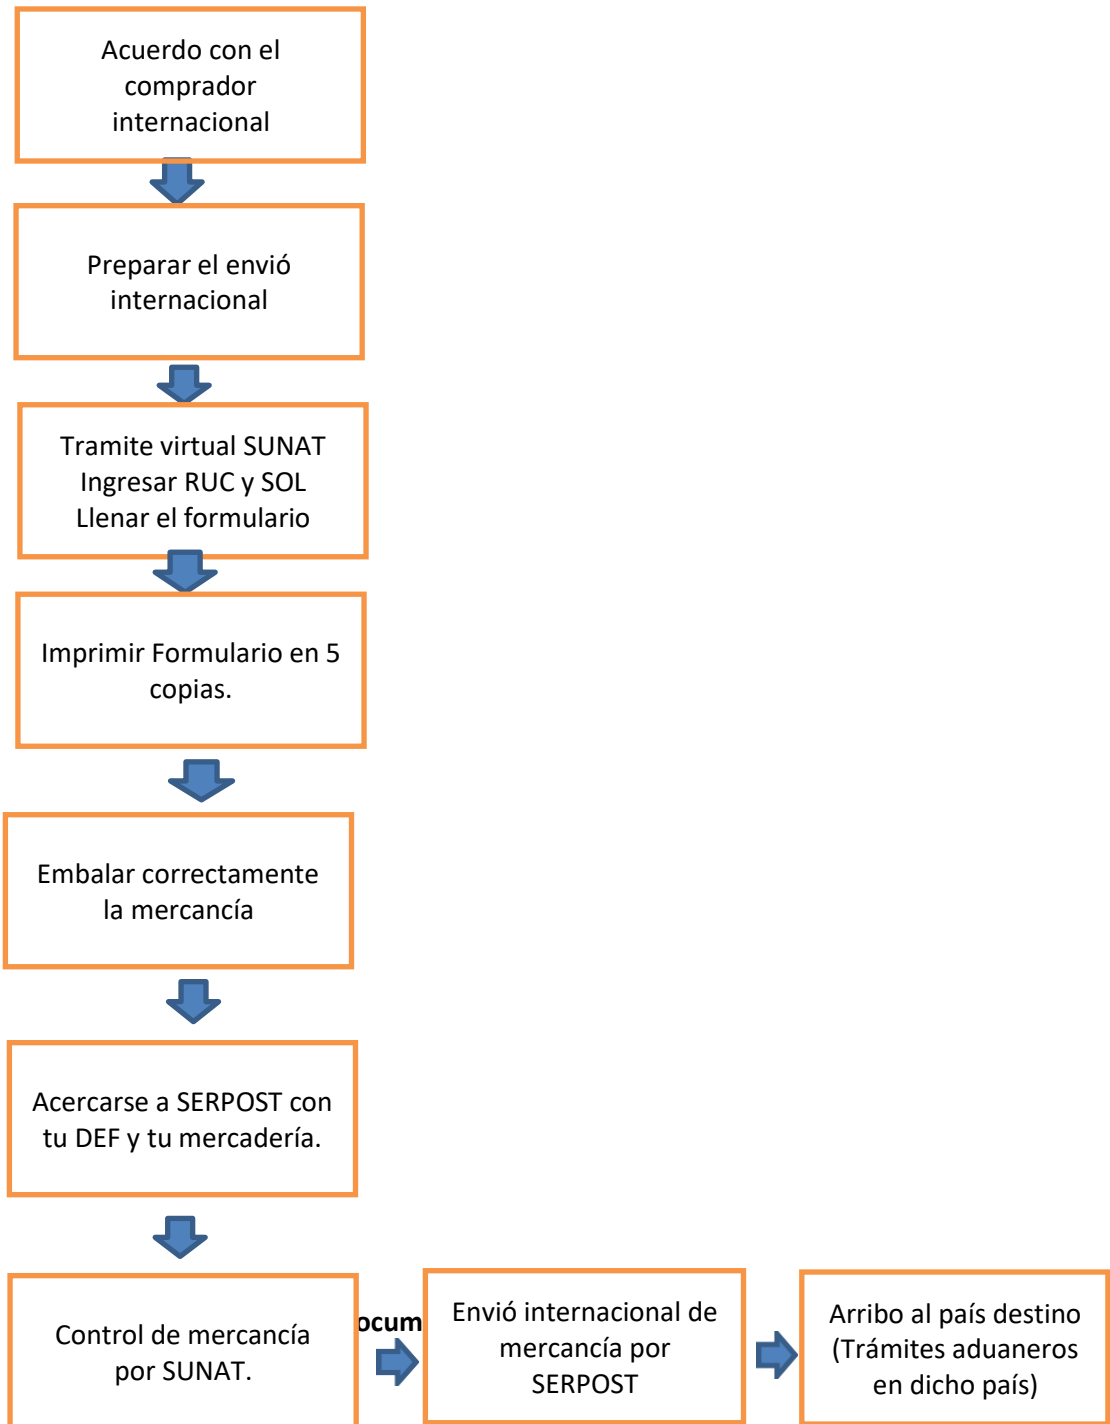 Acuerdo con el
comprador
internacional
Preparar el envió
internacional
Tramite virtual SUNAT
Ingresar RUC y SOL
Llenar el formulario
Imprimir Formulario en 5
copias.
Embalar correctamente
la mercancía
Acercarse a SERPOST con
tu DEF y tu mercadería.
Control de mercancía
por SUNAT.
ocum
Envió internacional de
mercancía por
SERPOST
Arribo al país destino
(Trámites aduaneros
en dicho país)